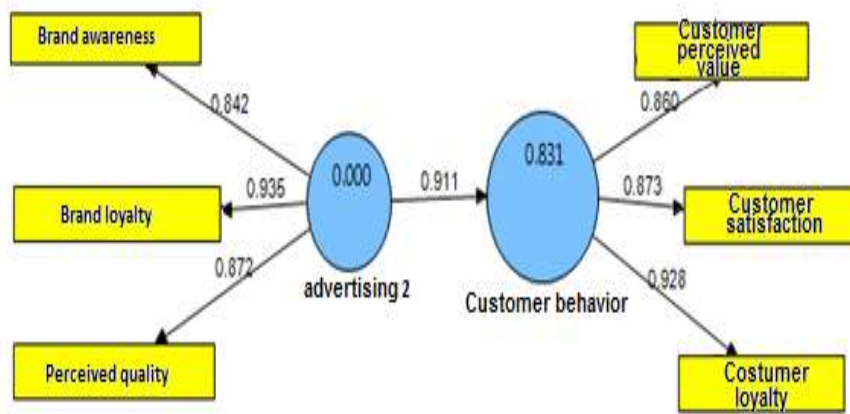 Brand awareness
Customer
perceived
value
0.842
0.860
0.000
0.831
0.935
0.911
0.873
Brand loyalty
Customer
satisfaction
0.872
advertising 2
Customer behavior
0.928
Perceived quality
Costumer
loyalty